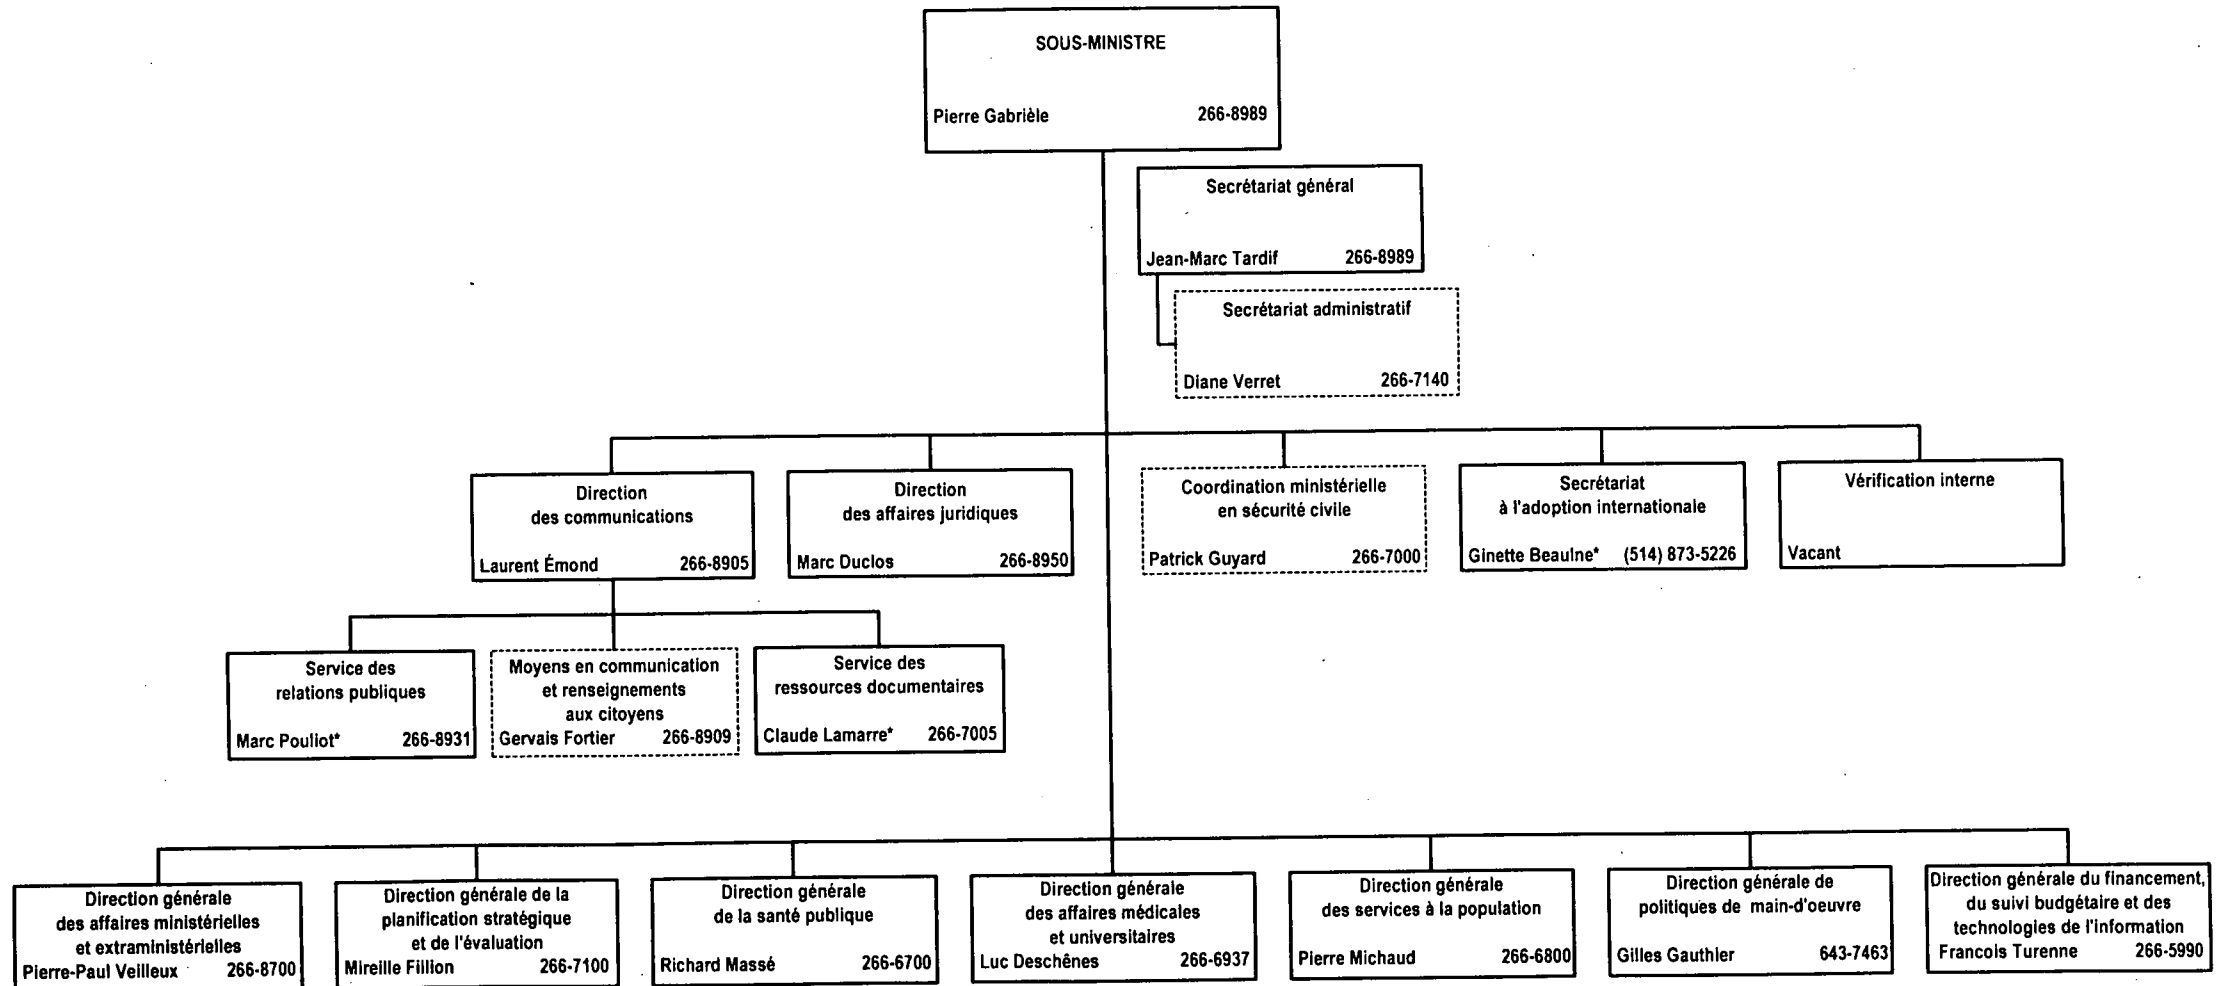 SOUS-MINISTRE
Pierre Gabrièle 266-8989
Secrétariat général
Jean-Marc Tardif 266-8989
Secrétariat administratif
Diane Verret 266-7140
Direction
des communications
Laurent Émond 266-8905
Direction
des affaires juridiques
Marc Duclos 266-8950
Coordination ministérielle
en sécurité civile
Patrick Guyard 266-7000
Secrétariat
à l'adoption internationale
Ginette Beaulne* (514) 873-5226
Vérification interne
Vacant
Service des
relations publiques
Marc Pouliot* 266-8931
Moyens en communication
et renseignements
aux citoyens
Gervais Fortier 266-8909
Service des
ressources documentaires
Claude Lamarre* 266-7005
Direction générale
des affaires ministérielles
et extraministérielles
Pierre-Paul Veilleux 266-8700
Direction générale de la
planification stratégique
et de l'évaluation
Mireille Fillion 266-7100
Direction générale
de la santé publique
Richard Massé 266-6700
Direction générale
des affaires médicales
et universitaires
Luc Deschênes 266-6937
Direction générale
des services à la population
Pierre Michaud 266-6800
Direction générale de
politiques de main-d'oeuvre
Gilles Gauthier 643-7463
Direction générale du financement,
du suivi budgétaire et des
technologies de l'information
Francois Turenne 266-5990